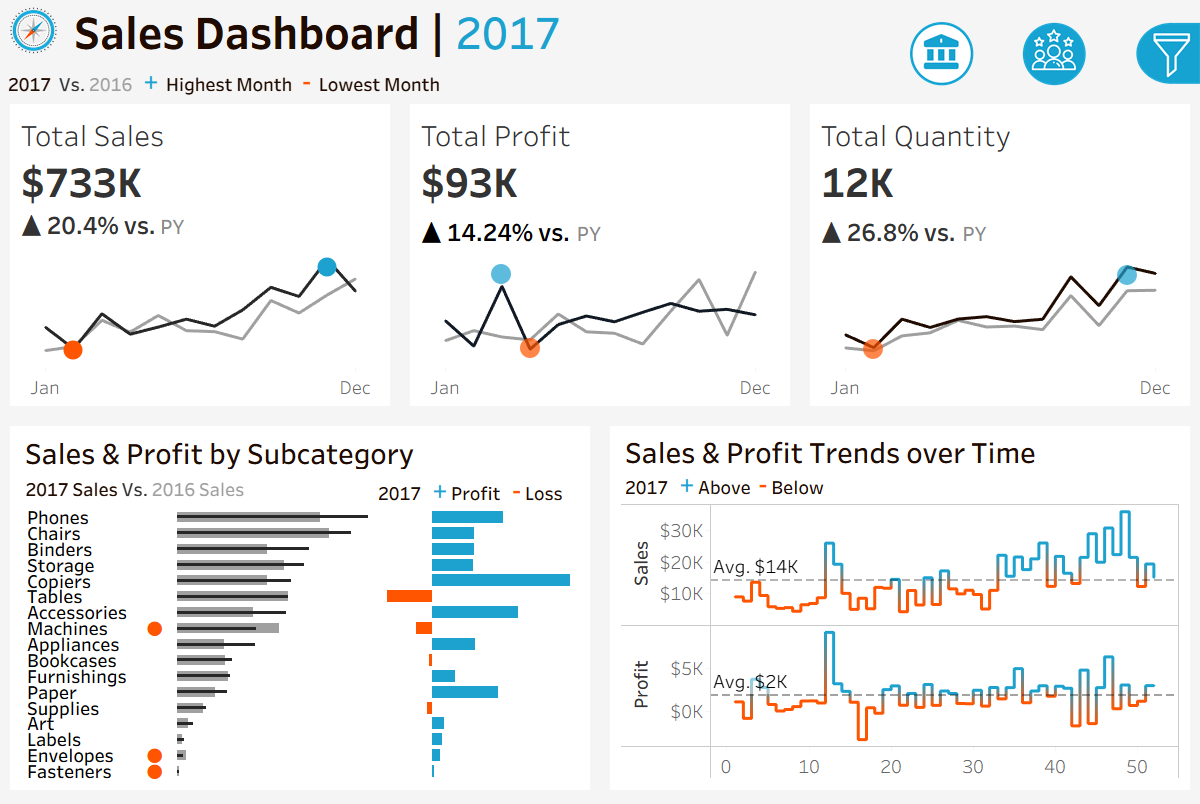 Sales Dashboard | 2017
2017 Vs. 2016 + Highest Month - Lowest Month
Total Sales
$733K
▲ 20.4% vs. PY
Jan Dec
Total Profit
$93K
▲ 14.24% vs. PY
Jan Dec
Total Quantity
12K
▲ 26.8% vs. PY
Jan Dec
Sales & Profit by Subcategory
2017 Sales Vs. 2016 Sales
2017 + Profit - Loss
Phones
Chairs
Binders
Storage
Copiers
Tables
Accessories
Machines
Appliances
Bookcases
Furnishings
Paper
Supplies
Art
Labels
Envelopes
Fasteners
Sales & Profit Trends over Time
2017 + Above - Below
Sales
$30K
$20K
$10K
Avg. $14K
Profit
$5K
$0K
Avg. $2K
0 10 20 30 40 50